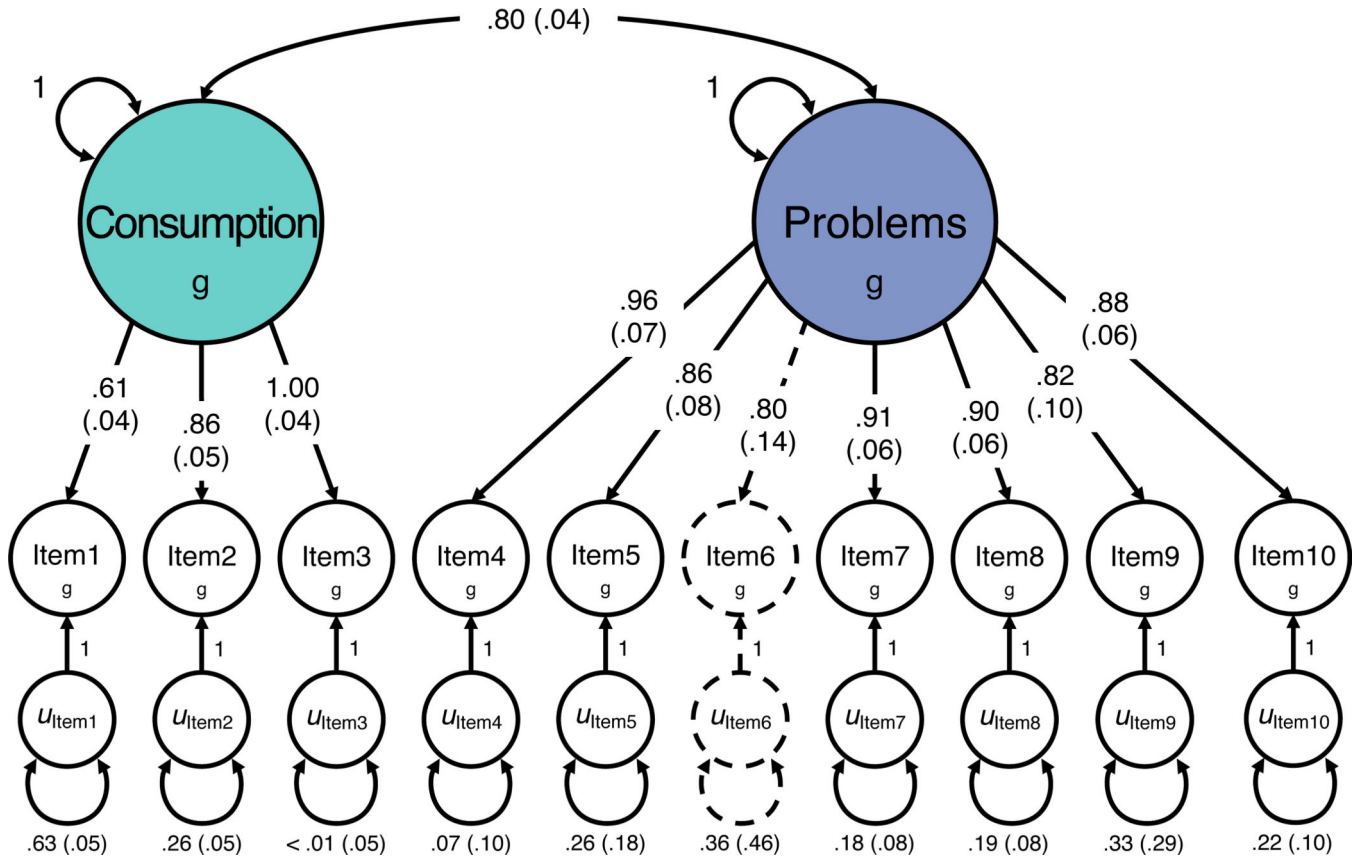 .80 (.04)
1
1
Consumption
g
Problems
g
.61
(.04)
.86
(.05)
1.00
(.04)
.96
(.07)
.86
(.08)
.80
(.14)
.91
(.06)
.90
(.06)
.82
(.10)
.88
(.06)
Item1
g
Item2
g
Item3
g
Item4
g
Item5
g
Item6
g
Item7
g
Item8
g
Item9
g
Item10
g
1
1
1
1
1
1
1
1
1
1
uItem1
uItem2
uItem3
uItem4
uItem5
uItem6
uItem7
uItem8
uItem9
uItem10
.63 (.05)
.26 (.05)
< .01 (.05)
.07 (.10)
.26 (.18)
.36 (.46)
.18 (.08)
.19 (.08)
.33 (.29)
.22 (.10)